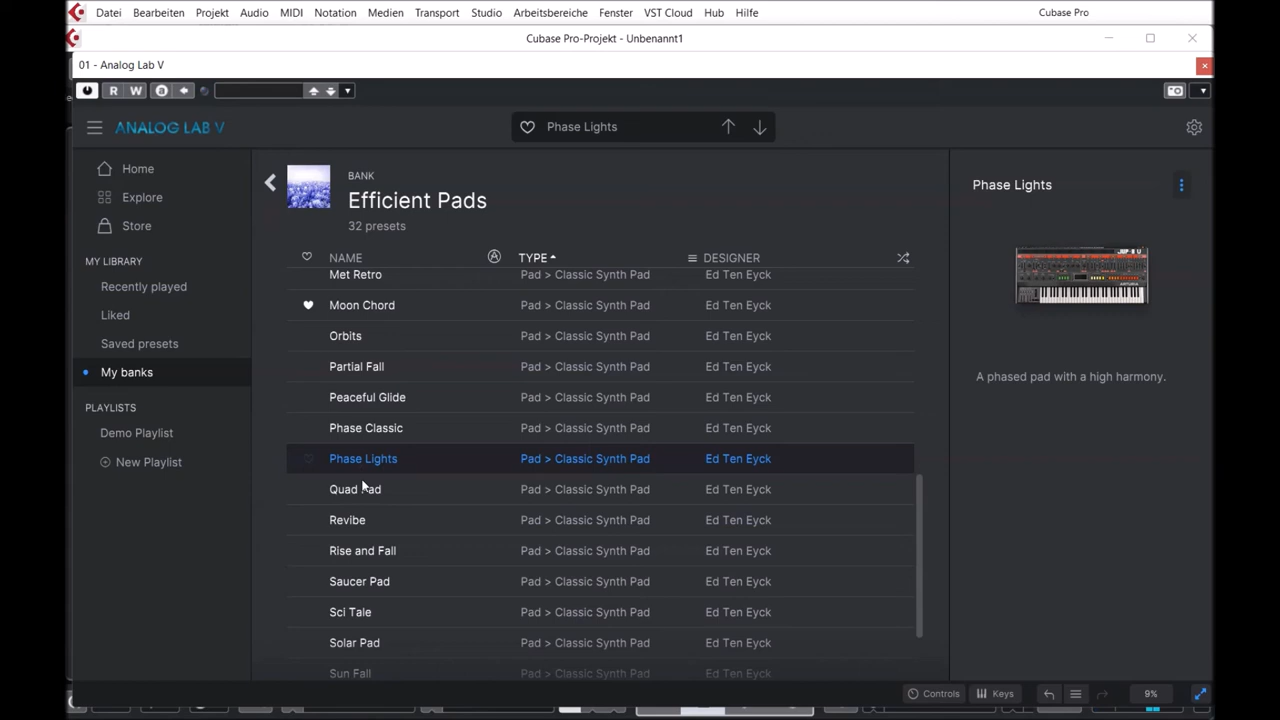 Datei Bearbeiten Projekt Audio MIDI Notation Medien Transport Studio Arbeitsbereiche Fenster VST Cloud Hub Hilfe Cubase Pro
Cubase Pro-Projekt - Unbenannt1
01 - Analog Lab V
R W a
ANALOG LAB V Phase Lights
Home
Explore
Store
MY LIBRARY
Recently played
Liked
Saved presets
My banks
PLAYLISTS
Demo Playlist
New Playlist
BANK
Efficient Pads
32 presets
NAME TYPE DESIGNER
Met Retro Pad > Classic Synth Pad Ed Ten Eyck
Moon Chord Pad > Classic Synth Pad Ed Ten Eyck
Orbits Pad > Classic Synth Pad Ed Ten Eyck
Partial Fall Pad > Classic Synth Pad Ed Ten Eyck
Peaceful Glide Pad > Classic Synth Pad Ed Ten Eyck
Phase Classic Pad > Classic Synth Pad Ed Ten Eyck
Phase Lights Pad > Classic Synth Pad Ed Ten Eyck
Quad Pad Pad > Classic Synth Pad Ed Ten Eyck
Revibe Pad > Classic Synth Pad Ed Ten Eyck
Rise and Fall Pad > Classic Synth Pad Ed Ten Eyck
Saucer Pad Pad > Classic Synth Pad Ed Ten Eyck
Sci Tale Pad > Classic Synth Pad Ed Ten Eyck
Solar Pad Pad > Classic Synth Pad Ed Ten Eyck
Sun Fall Pad > Classic Synth Pad Ed Ten Eyck
Phase Lights
A phased pad with a high harmony.
Controls Keys 9%